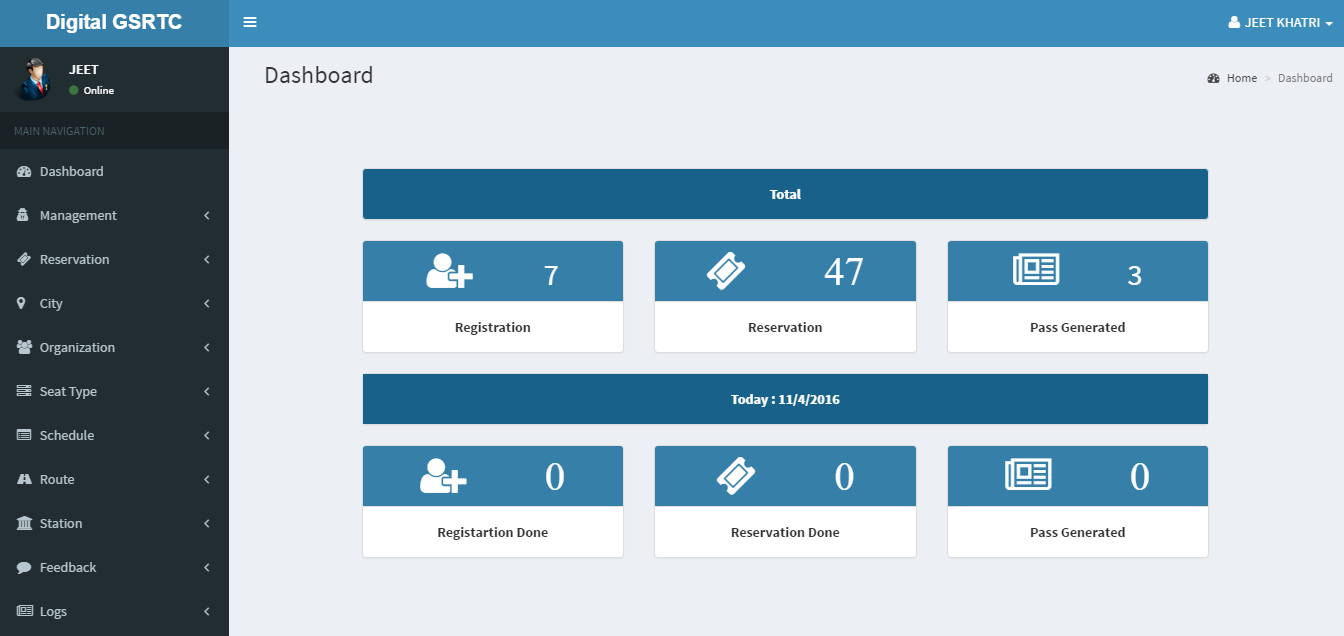 Digital GSRTC
JEET KHATRI
JEET
Online
MAIN NAVIGATION
Dashboard
Management
Reservation
City
Organization
Seat Type
Schedule
Route
Station
Feedback
Logs
Dashboard
Home > Dashboard
Total
7 47 3
Registration Reservation Pass Generated
Today : 11/4/2016
0 0 0
Registartion Done Reservation Done Pass Generated